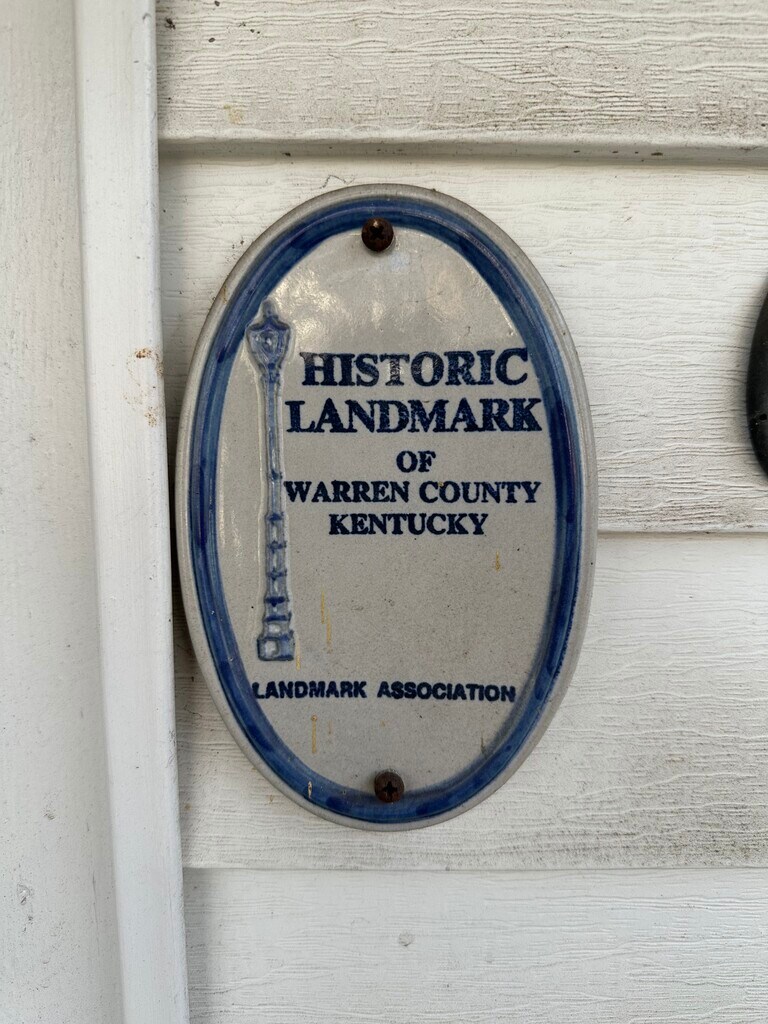 HISTORIC
LANDMARK
OF
WARREN COUNTY
KENTUCKY
LANDMARK ASSOCIATION